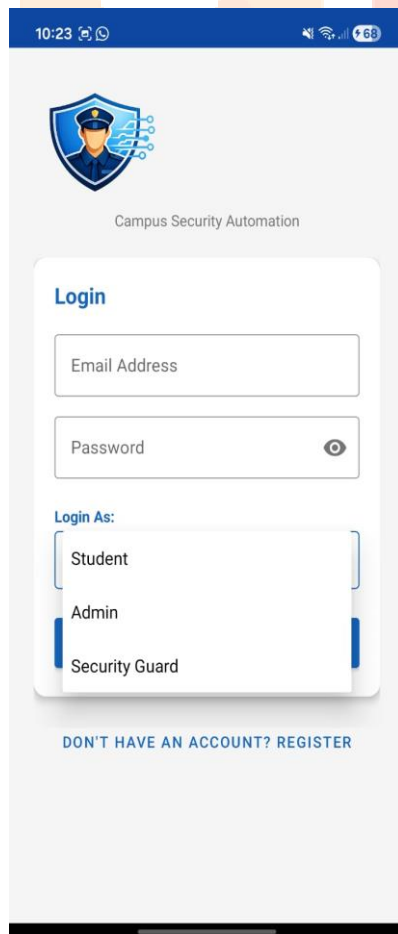 10:23
68
Campus Security Automation
Login
Email Address
Password
Login As:
Student
Admin
Security Guard
DON'T HAVE AN ACCOUNT? REGISTER